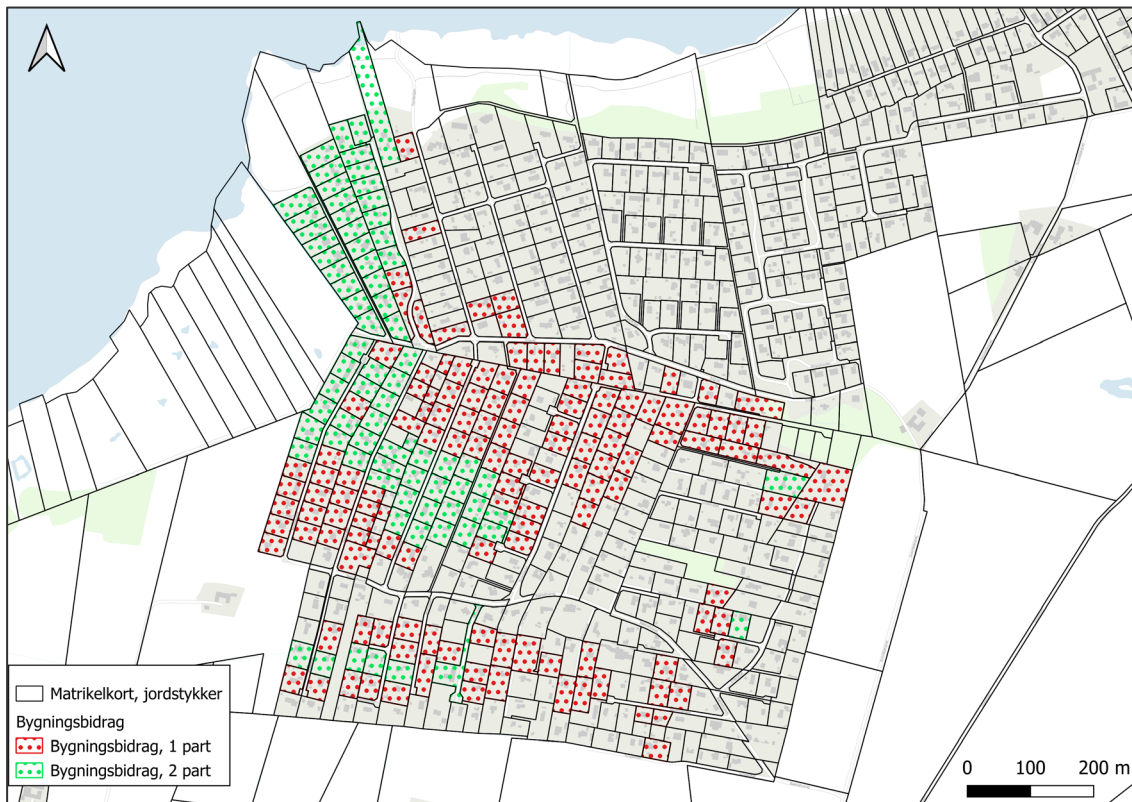 Matrikelkort, jordstykker
Bygningsbidrag
Bygningsbidrag, 1 part
Bygningsbidrag, 2 part
0 100 200 m